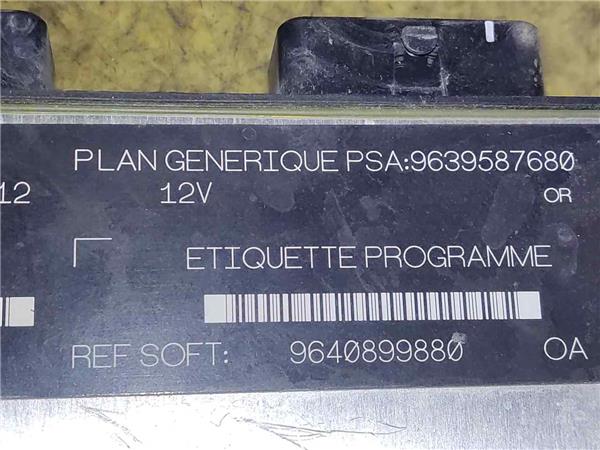 PLAN GENERIQUE PSA:9639587680
12 12V OR
ETIQUETTE PROGRAMME
REF SOFT: 9640899880 OA